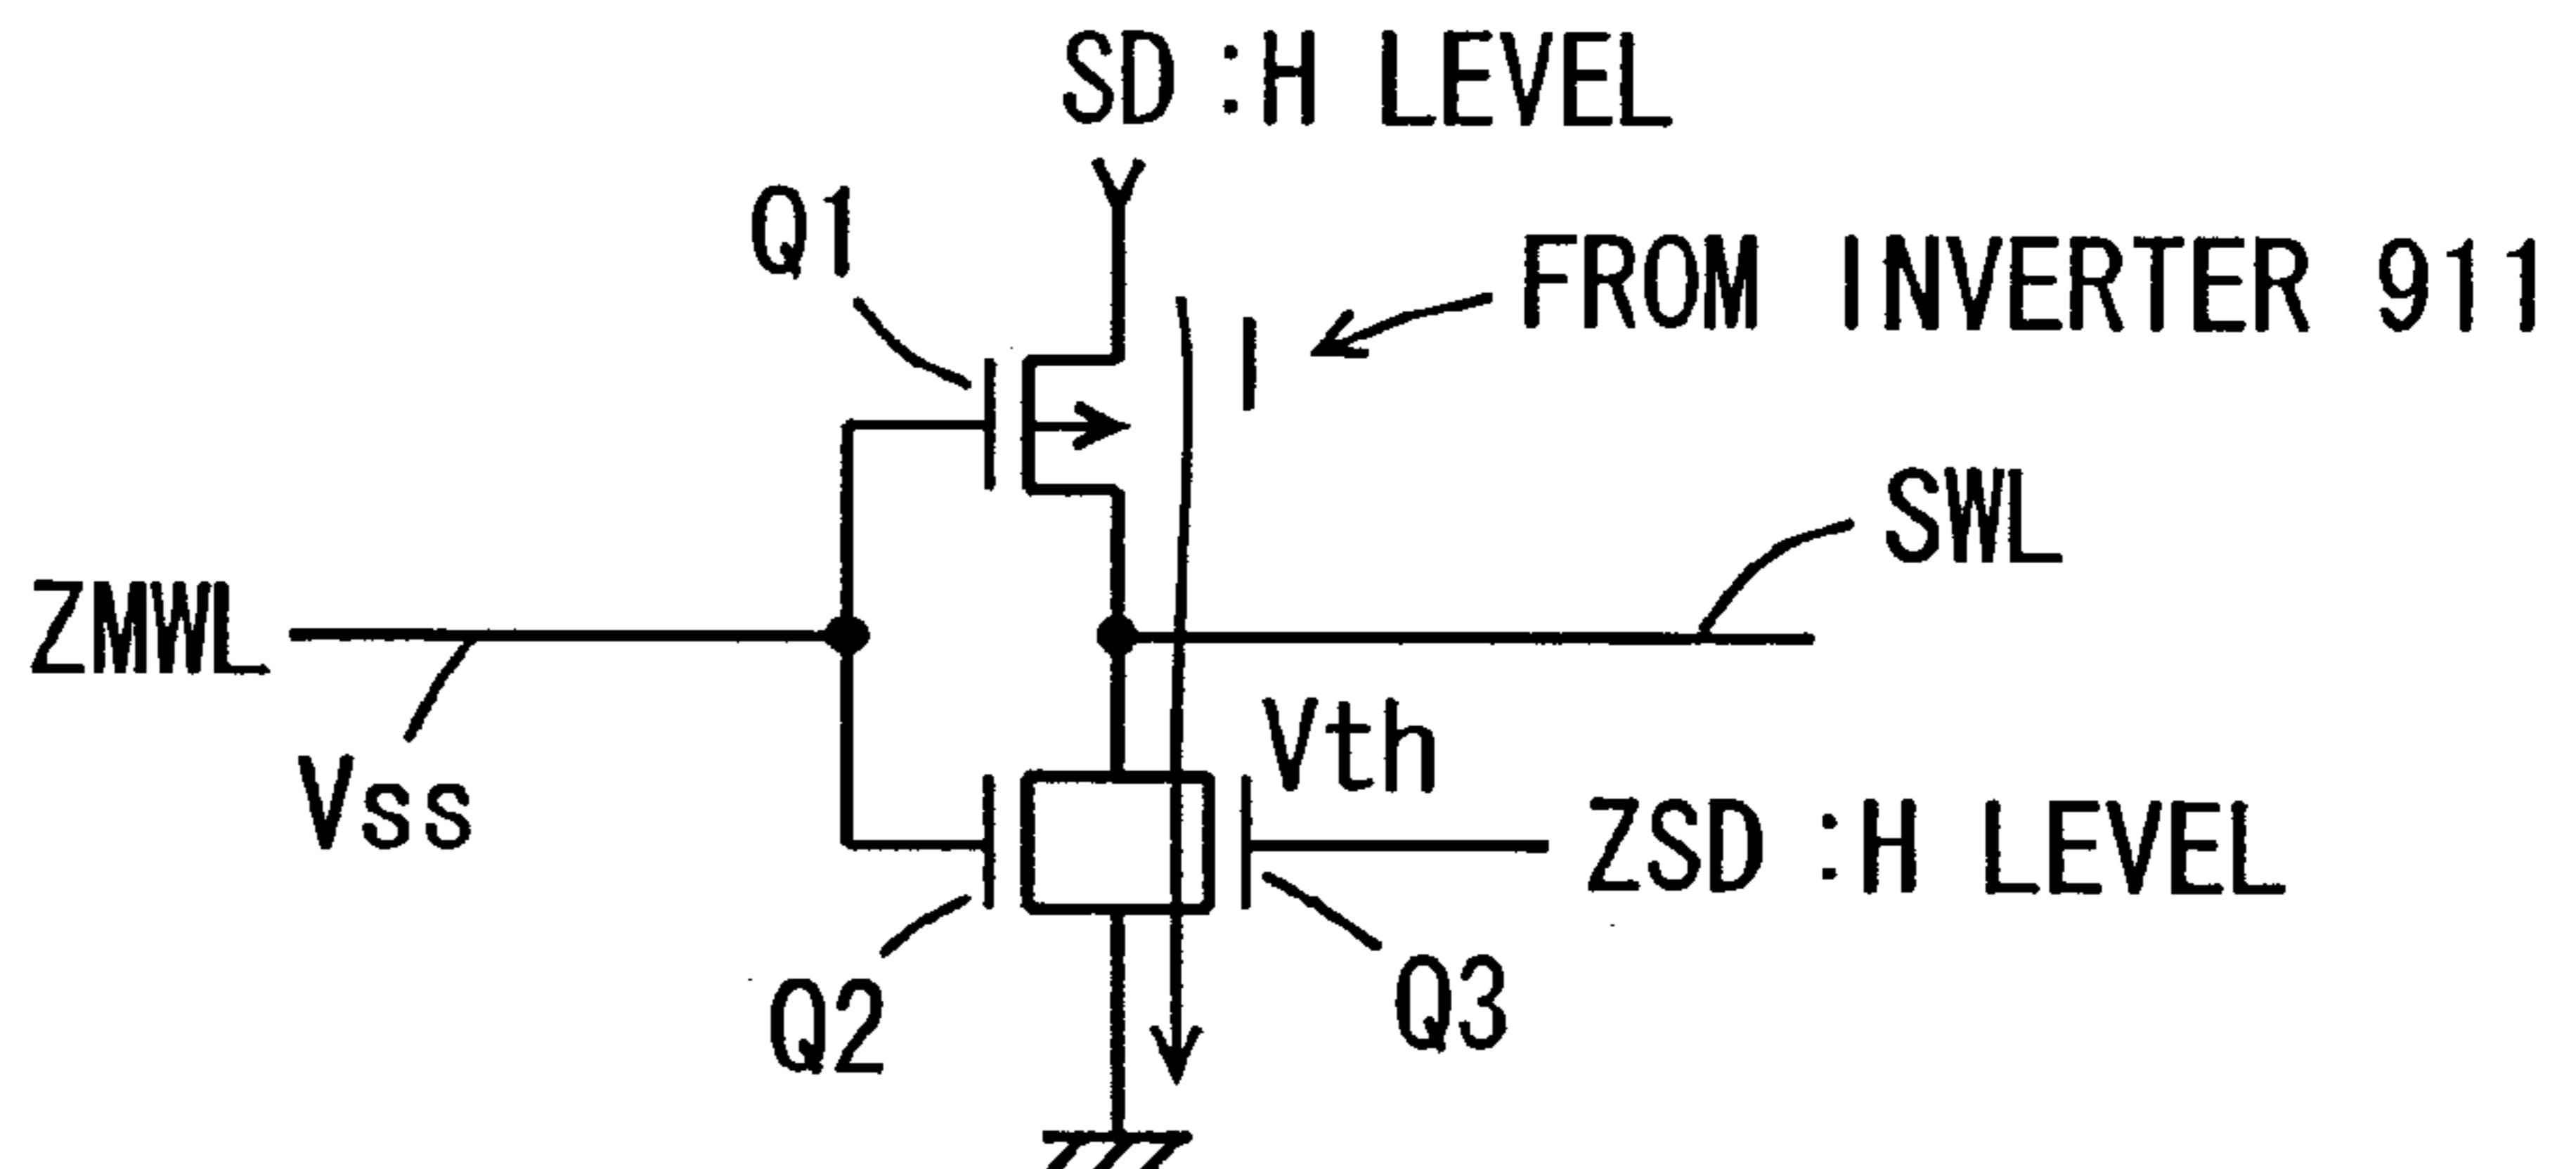 SD :H LEVEL
Q1
FROM INVERTER 911
I
SWL
ZMWL
Vss
Vth
ZSD :H LEVEL
Q2
Q3